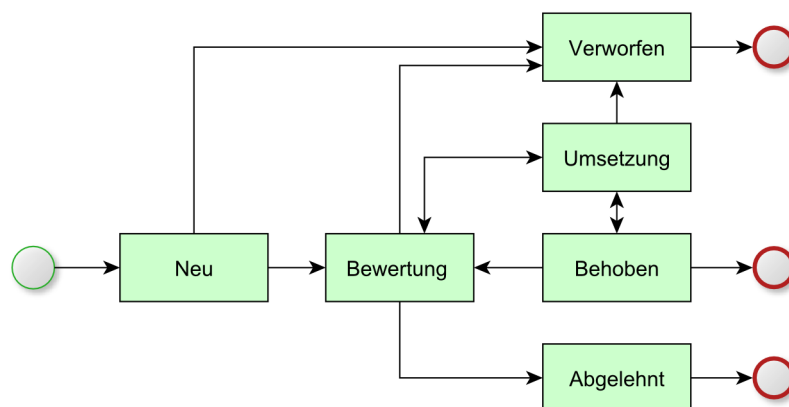 Verworfen
Umsetzung
Neu
Bewertung
Behoben
Abgelehnt